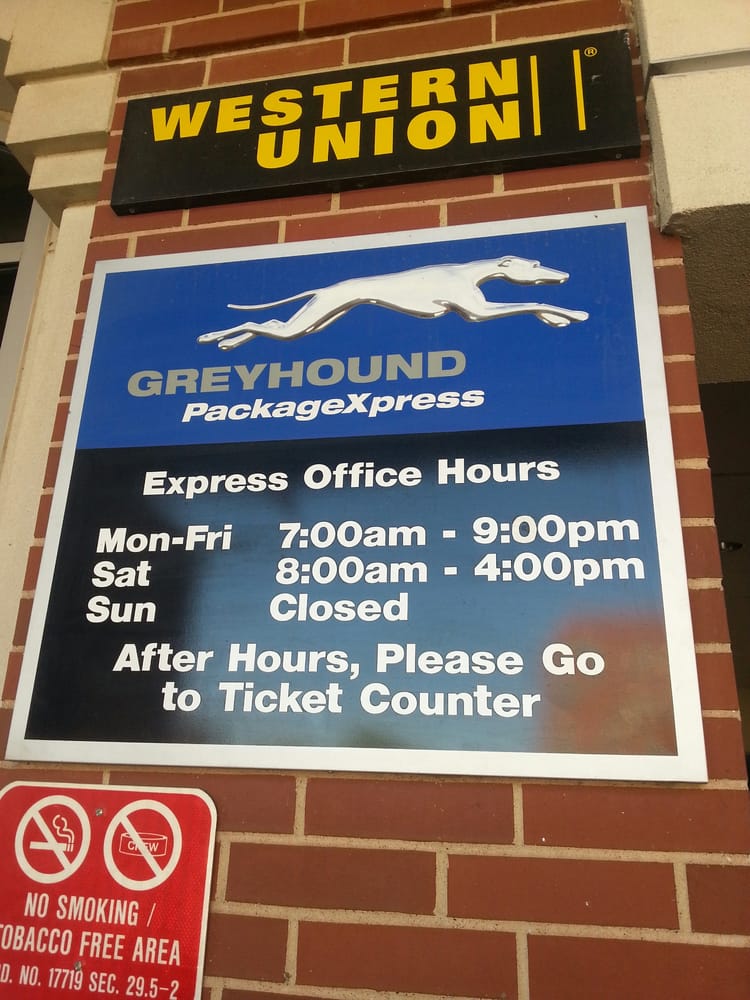 WESTERN
UNION ®
GREYHOUND
PackageXpress
Express Office Hours
Mon-Fri 7:00am - 9:00pm
Sat 8:00am - 4:00pm
Sun Closed
After Hours, Please Go
to Ticket Counter
CHEW
NO SMOKING /
TOBACCO FREE AREA
RD. NO. 17719 SEC. 29.5-2